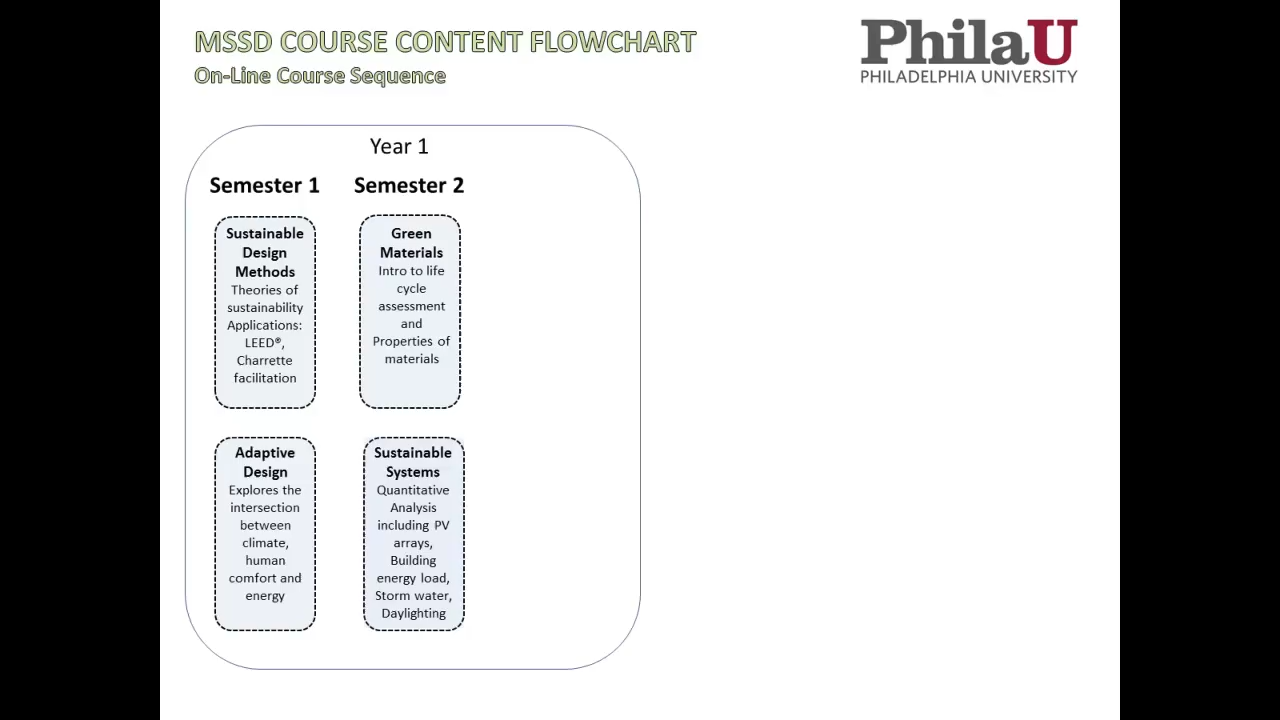 MSSD COURSE CONTENT FLOWCHART
On-Line Course Sequence
PhilaU
PHILADELPHIA UNIVERSITY
Year 1
Semester 1
Sustainable
Design
Methods
Theories of
sustainability
Applications:
LEED®,
Charrette
facilitation
Adaptive
Design
Explores the
intersection
between
climate,
human
comfort and
energy
Semester 2
Green
Materials
Intro to life
cycle
assessment
and
Properties of
materials
Sustainable
Systems
Quantitative
Analysis
including PV
arrays,
Building
energy load,
Storm water,
Daylighting